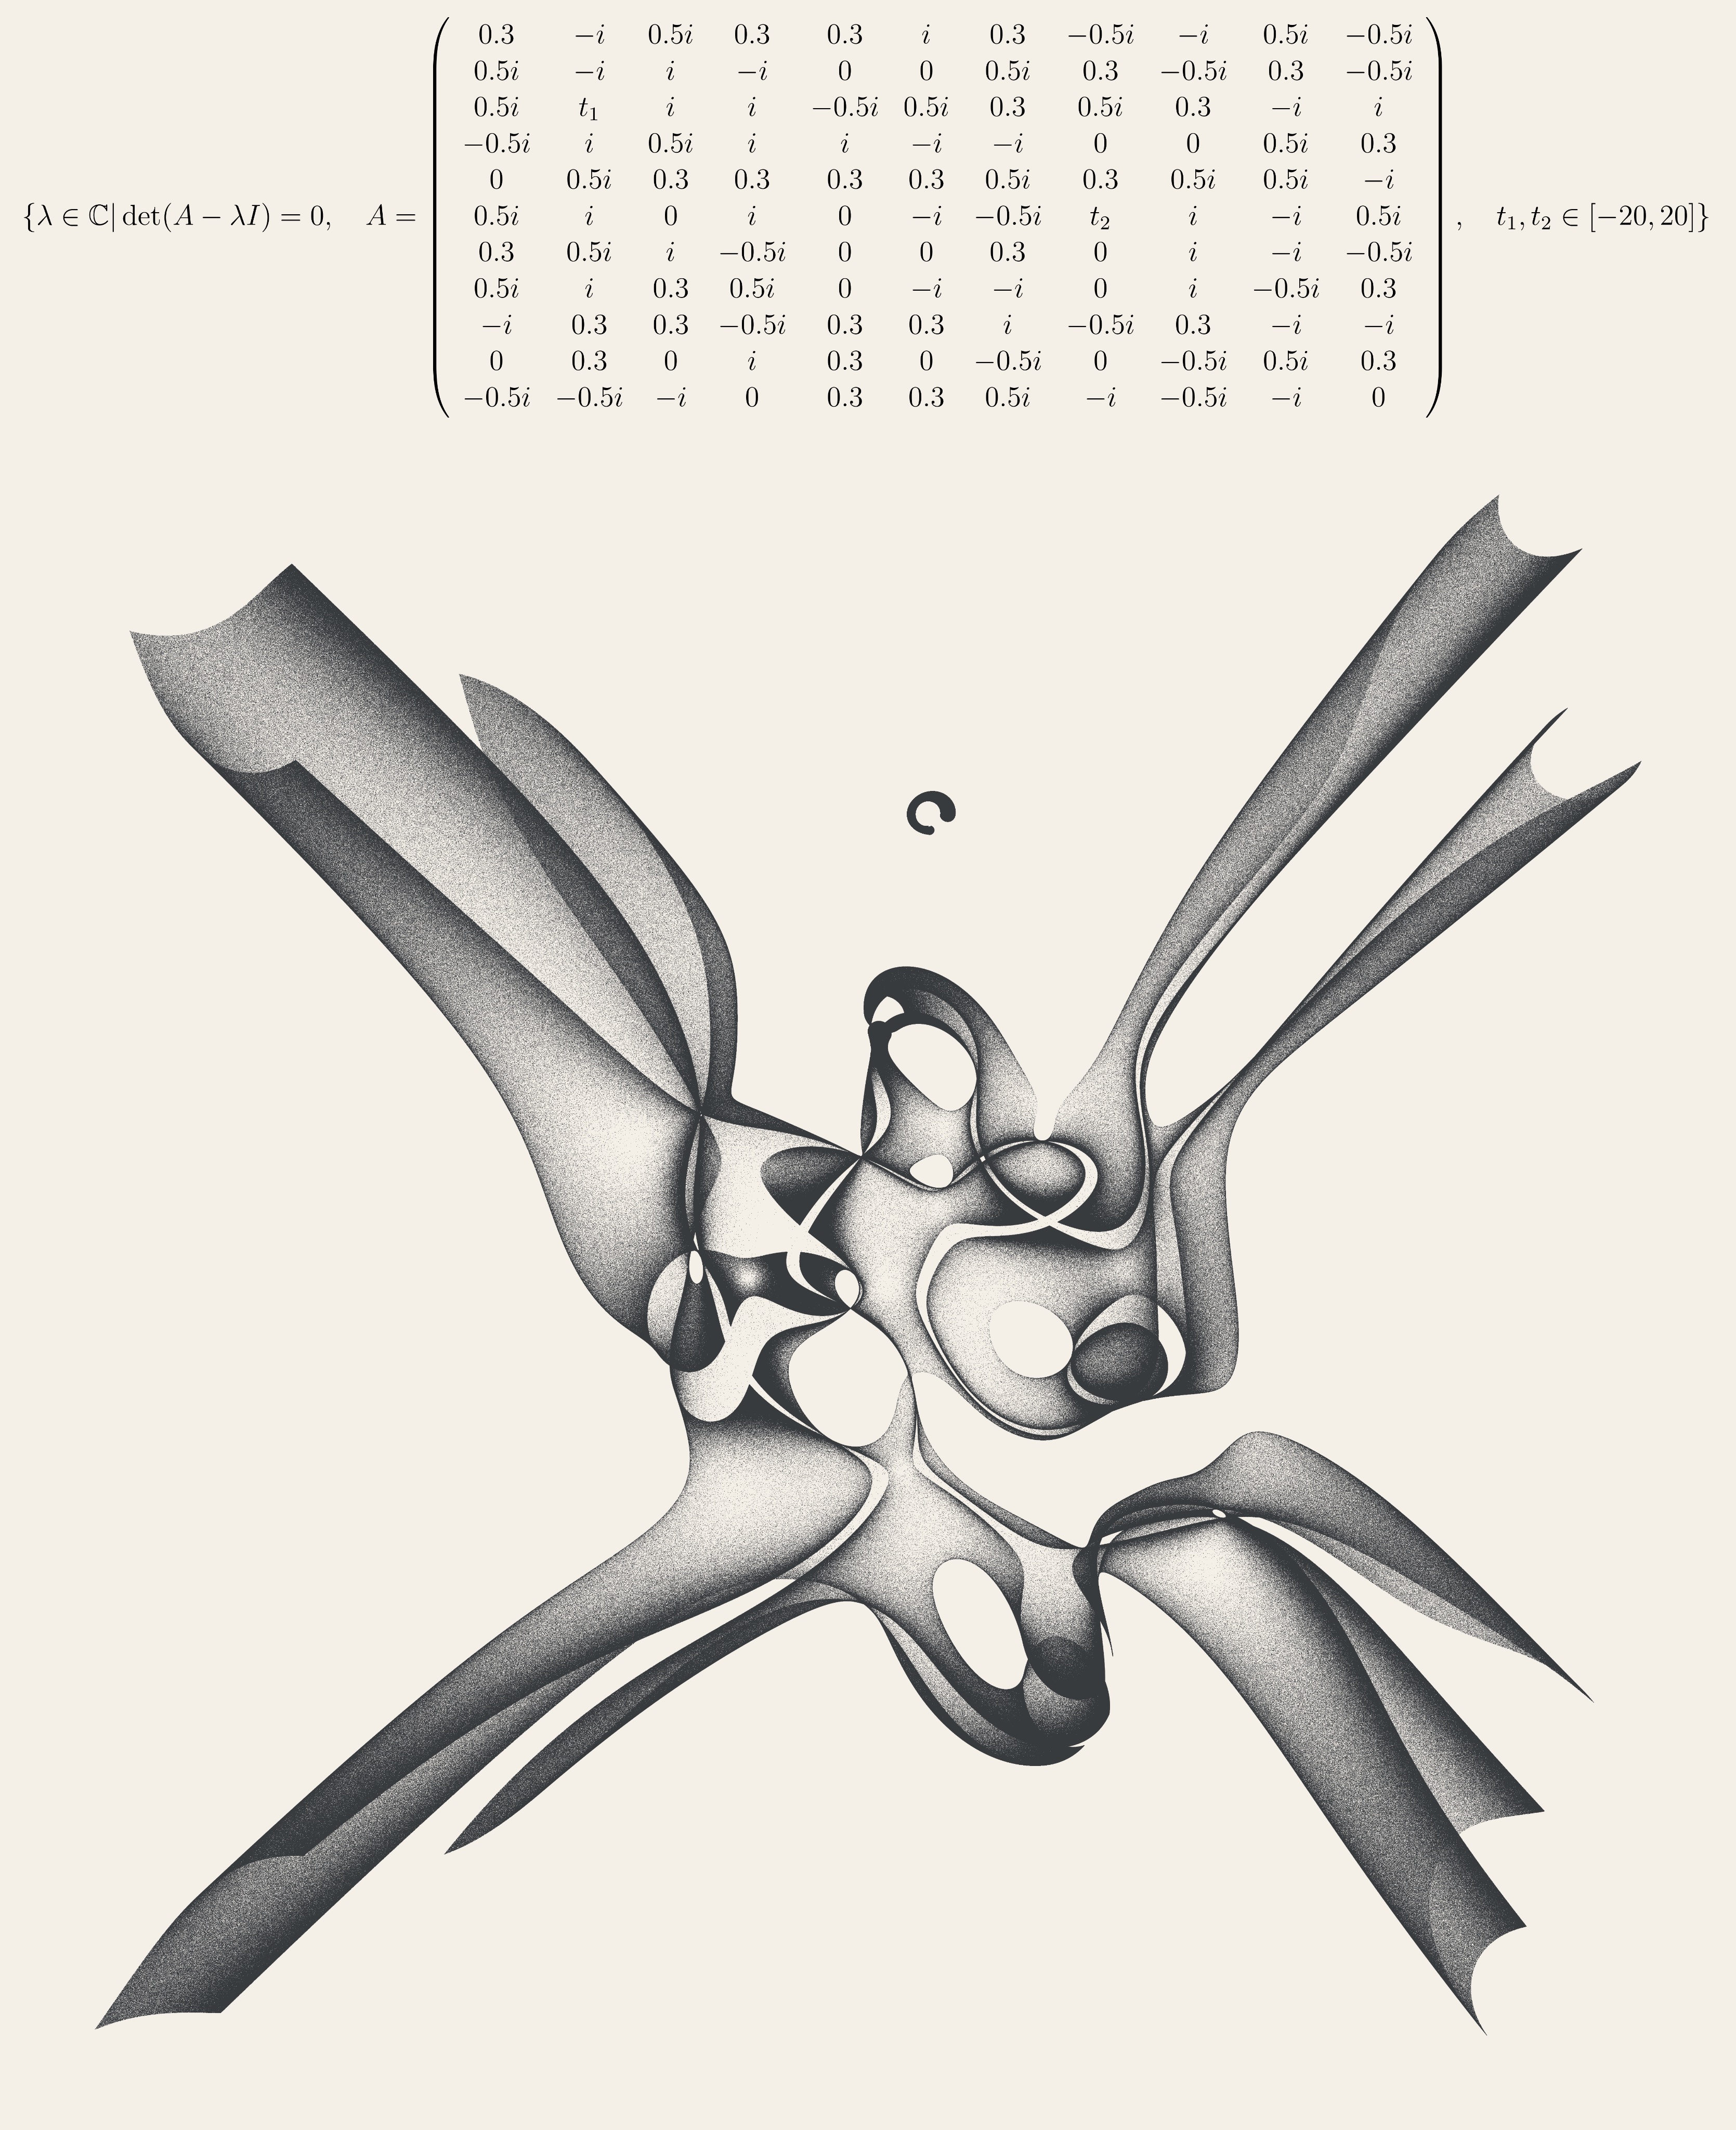 0.3 −i 0.5i 0.3 0.3 i 0.3 −0.5i −i 0.5i −0.5i
0.5i −i i −i 0 0 0.5i 0.3 −0.5i 0.3 −0.5i
0.5i t₁ i i −0.5i 0.5i 0.3 0.5i 0.3 −i i
−0.5i i 0.5i i i −i −i 0 0 0.5i 0.3
0 0.5i 0.3 0.3 0.3 0.3 0.5i 0.3 0.5i 0.5i −i
{λ ∈ ℂ| det(A − λI) = 0, A = ( 0.5i i 0 i 0 −i −0.5i t₂ i −i 0.5i ) , t₁, t₂ ∈ [−20, 20]}
0.3 0.5i i −0.5i 0 0 0.3 0 i −i −0.5i
0.5i i 0.3 0.5i 0 −i −i 0 i −0.5i 0.3
−i 0.3 0.3 −0.5i 0.3 0.3 i −0.5i 0.3 −i −i
0 0.3 0 i 0.3 0 −0.5i 0 −0.5i 0.5i 0.3
−0.5i −0.5i −i 0 0.3 0.3 0.5i −i −0.5i −i 0